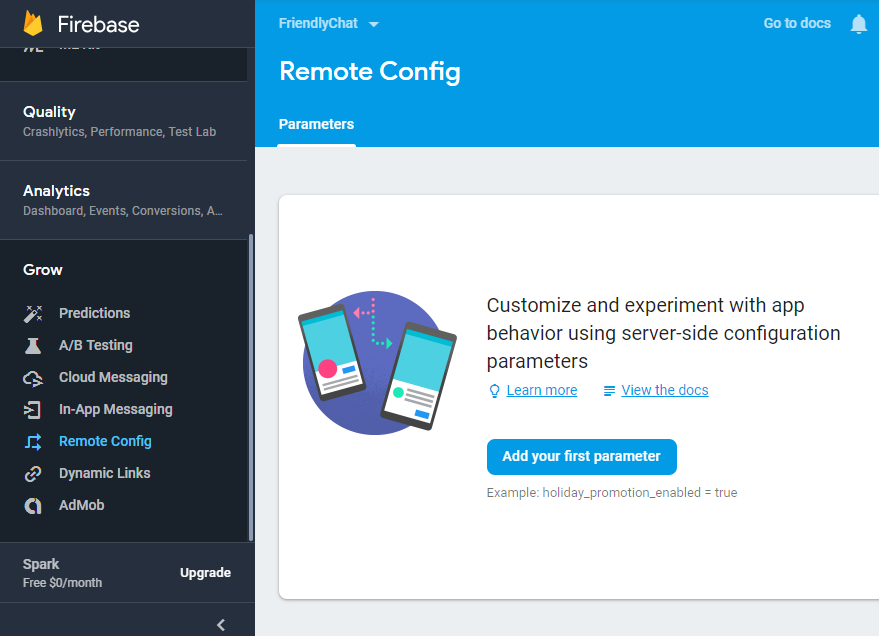 Firebase
Quality
Crashlytics, Performance, Test Lab
Analytics
Dashboard, Events, Conversions, A...
Grow
Predictions
A/B Testing
Cloud Messaging
In-App Messaging
Remote Config
Dynamic Links
AdMob
Spark
Free $0/month
Upgrade
FriendlyChat
Go to docs
Remote Config
Parameters
Customize and experiment with app
behavior using server-side configuration
parameters
Learn more
View the docs
Add your first parameter
Example: holiday_promotion_enabled = true